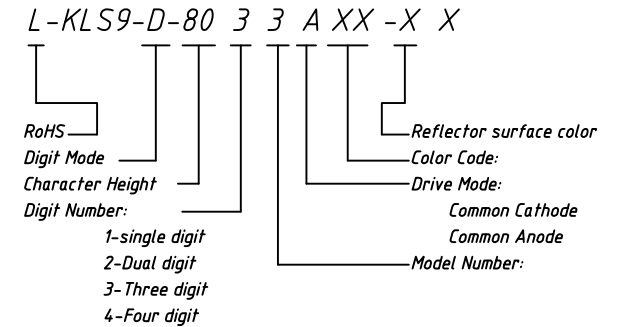 L-KLS9-D-80 3 3 A XX -X X
RoHS
Reflector surface color
Digit Mode
Color Code:
Character Height
Drive Mode:
Digit Number:
Common Cathode
1-single digit
Common Anode
2-Dual digit
Model Number:
3-Three digit
4-Four digit